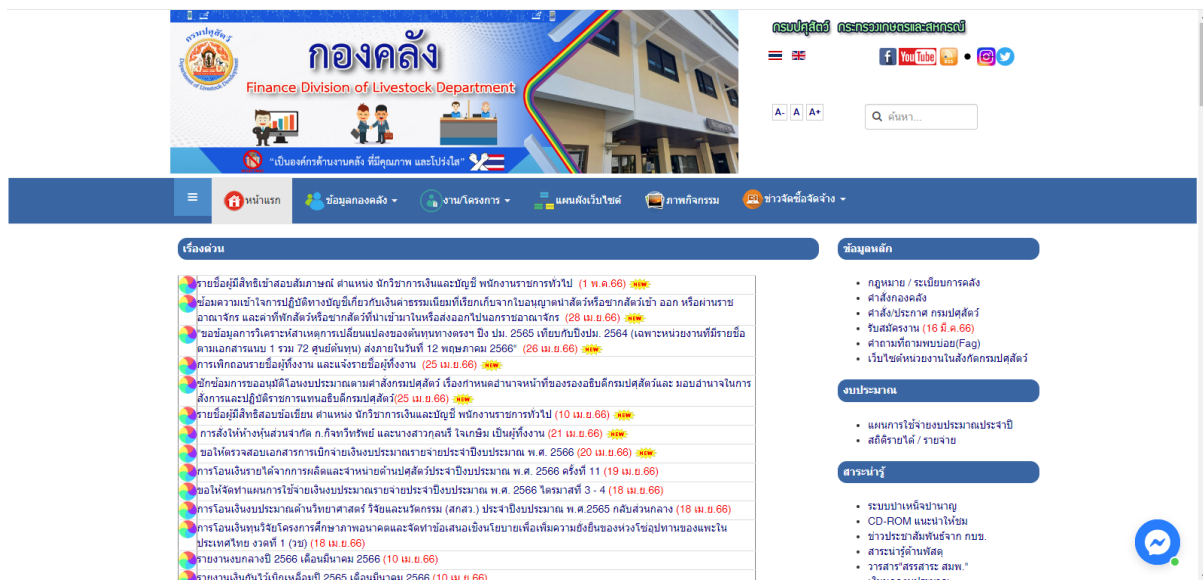 กรมปศุสัตว์ กระทรวงเกษตรและสหกรณ์
กองคลัง
Finance Division of Livestock Department
"เป็นองค์กรด้านงานคลัง ที่มีคุณภาพ และโปร่งใส"
You Tube
A- A A+
ค้นหา...
หน้าแรก ข้อมูลกองคลัง งาน/โครงการ แผนผังเว็บไซต์ ภาพกิจกรรม ข่าวจัดซื้อจัดจ้าง
เรื่องด่วน
รายชื่อผู้มีสิทธิเข้าสอบสัมภาษณ์ ตำแหน่ง นักวิชาการเงินและบัญชี พนักงานราชการทั่วไป (1 พ.ค.66) NEW
ซ้อมความเข้าใจการปฏิบัติทางบัญชีเกี่ยวกับเงินค่าธรรมเนียมที่เรียกเก็บจากใบอนุญาตนำสัตว์หรือซากสัตว์เข้า ออก หรือผ่านราช
อาณาจักร และค่าที่พักสัตว์หรือซากสัตว์ที่นำเข้ามาในหรือส่งออกไปนอกราชอาณาจักร (28 เม.ย.66) NEW
"ขอข้อมูลการวิเคราะห์สาเหตุการเปลี่ยนแปลงของต้นทุนทางตรงฯ ปีง ปม. 2565 เทียบกับปีงปม. 2564 (เฉพาะหน่วยงานที่มีรายชื่อ
ตามเอกสารแนบ 1 รวม 72 ศูนย์ต้นทุน) ส่งภายในวันที่ 12 พฤษภาคม 2566" (26 เม.ย.66) NEW
การเพิกถอนรายชื่อผู้ทิ้งงาน และแจ้งรายชื่อผู้ทิ้งงาน (25 เม.ย.66) NEW
ซักซ้อมการขออนุมัติโอนงบประมาณตามคำสั่งกรมปศุสัตว์ เรื่องกำหนดอำนาจหน้าที่ของรองอธิบดีกรมปศุสัตว์และ มอบอำนาจในการ
สั่งการและปฏิบัติราชการแทนอธิบดีกรมปศุสัตว์(25 เม.ย.66) NEW
รายชื่อผู้มีสิทธิสอบข้อเขียน ตำแหน่ง นักวิชาการเงินและบัญชี พนักงานราชการทั่วไป (10 เม.ย.66) NEW
การสั่งให้ห้างหุ้นส่วนจำกัด ก.กิจทวีทรัพย์ และนางสาวกุลนรี ใจเกษิม เป็นผู้ทิ้งงาน (21 เม.ย.66) NEW
ขอให้ตรวจสอบเอกสารการเบิกจ่ายเงินงบประมาณรายจ่ายประจำปีงบประมาณ พ.ศ. 2566 (20 เม.ย.66) NEW
การโอนเงินรายได้จากการผลิตและจำหน่ายด้านปศุสัตว์ประจำปีงบประมาณ พ.ศ. 2566 ครั้งที่ 11 (19 เม.ย.66)
ขอให้จัดทำแผนการใช้จ่ายเงินงบประมาณรายจ่ายประจำปีงบประมาณ พ.ศ. 2566 ไตรมาสที่ 3 - 4 (18 เม.ย.66)
การโอนเงินงบประมาณด้านวิทยาศาสตร์ วิจัยและนวัตกรรม (สกสว.) ประจำปีงบประมาณ พ.ศ.2565 กลับส่วนกลาง (18 เม.ย.66)
การโอนเงินทุนวิจัยโครงการศึกษาภาพอนาคตและจัดทำข้อเสนอเชิงนโยบายเพื่อเพิ่มความยั่งยืนของห่วงโซ่อุปทานของแพะใน
ประเทศไทย งวดที่ 1 (วช) (18 เม.ย.66)
รายงานงบกลางปี 2566 เดือนมีนาคม 2566 (10 เม.ย.66)
รายงานเงินกันไว้เบิกเหลื่อมปี 2565 เดือนมีนาคม 2566 (10 เม.ย.66)
ข้อมูลหลัก
กฎหมาย / ระเบียบการคลัง
คำสั่งกองคลัง
คำสั่ง/ประกาศ กรมปศุสัตว์
รับสมัครงาน (16 มี.ค.66)
คำถามที่ถามพบบ่อย(Fag)
เว็บไซต์หน่วยงานในสังกัดกรมปศุสัตว์
งบประมาณ
แผนการใช้จ่ายงบประมาณประจำปี
สถิติรายได้ / รายจ่าย
สาระน่ารู้
ระบบบำเหน็จบำนาญ
CD-ROM แนะนำให้ชม
ข่าวประชาสัมพันธ์จาก กบข.
สาระน่ารู้ด้านพัสดุ
วารสาร"สรรสาระ สมพ."